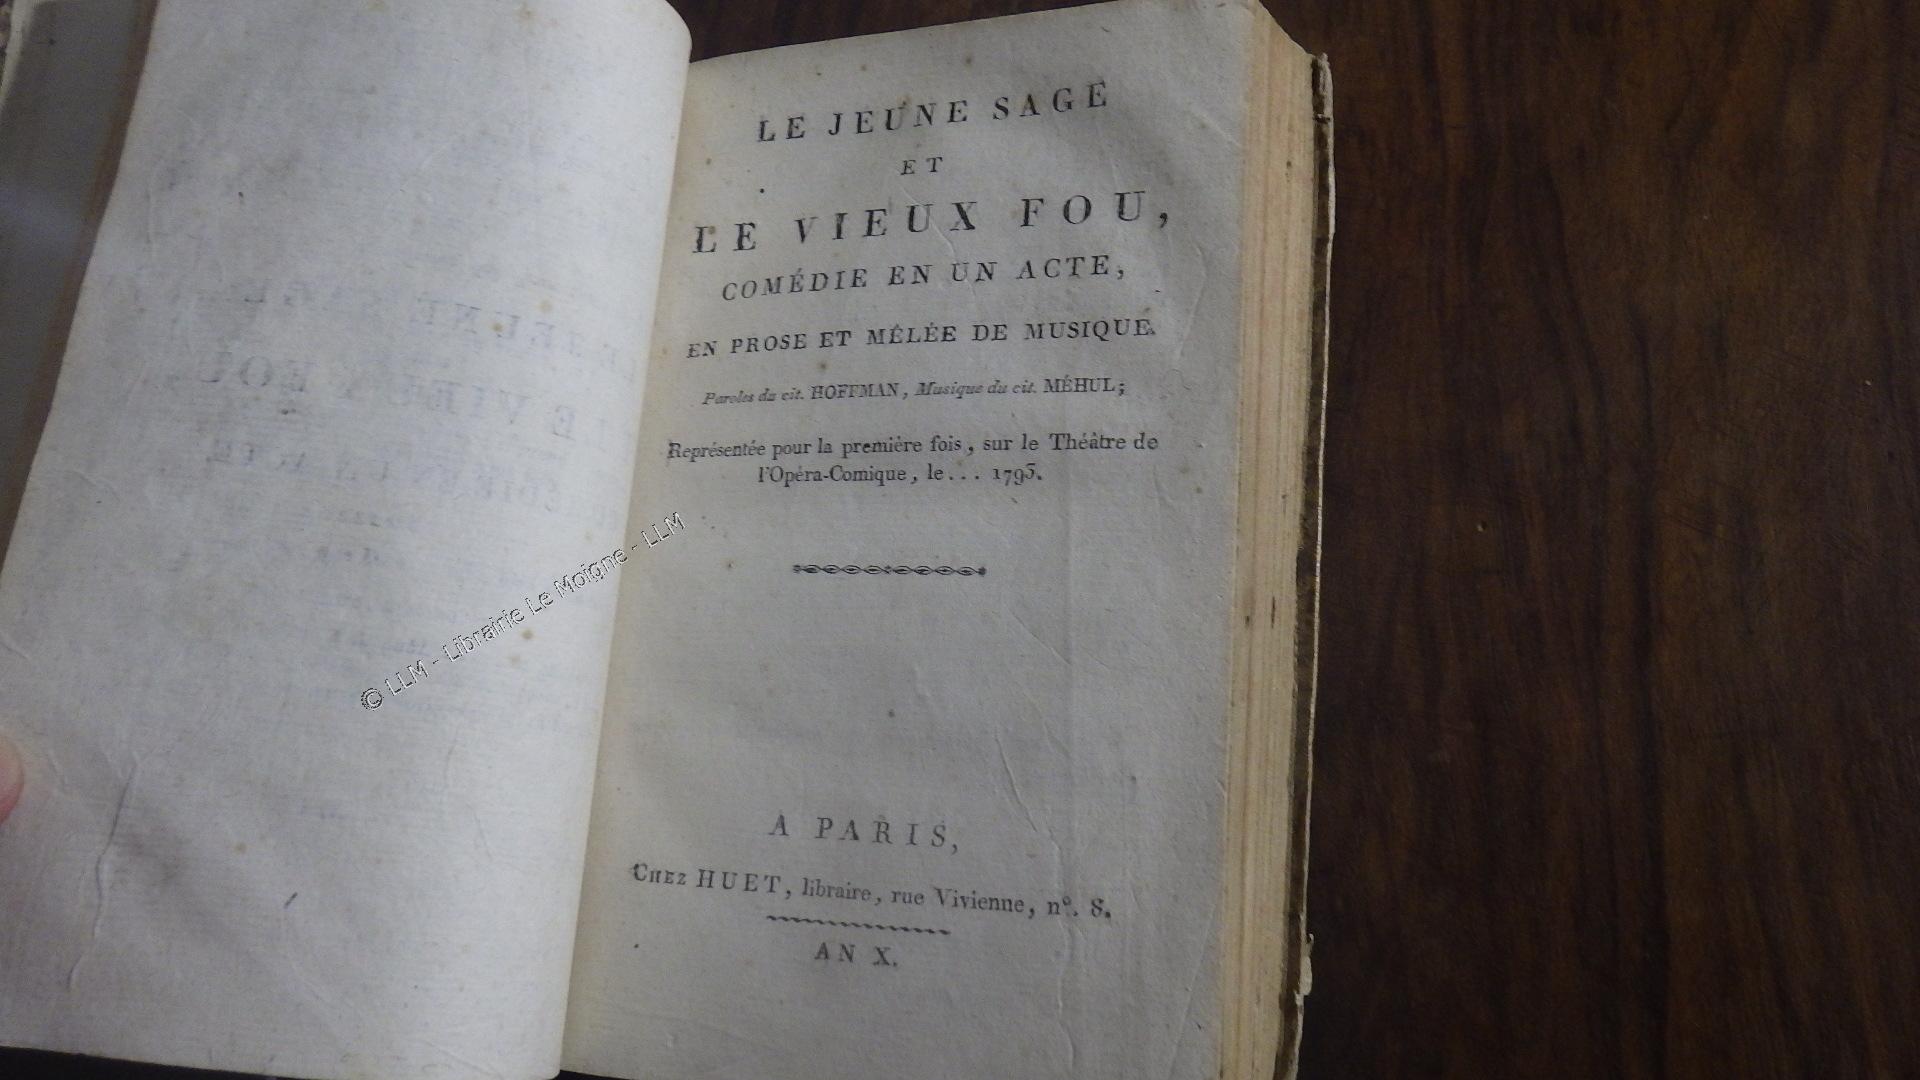 LE JEUNE SAGE
ET
LE VIEUX FOU,
COMÉDIE EN UN ACTE,
EN PROSE ET MÊLÉE DE MUSIQUE.
Paroles du cit. HOFFMAN, Musique du cit. MÉHUL;
Représentée pour la première fois, sur le Théâtre de
l'Opéra-Comique, le... 1793.
A PARIS,
CHEZ HUET, libraire, rue Vivienne, nº. 8.
AN X.
© LLM - Librairie Le Moigne - LLM